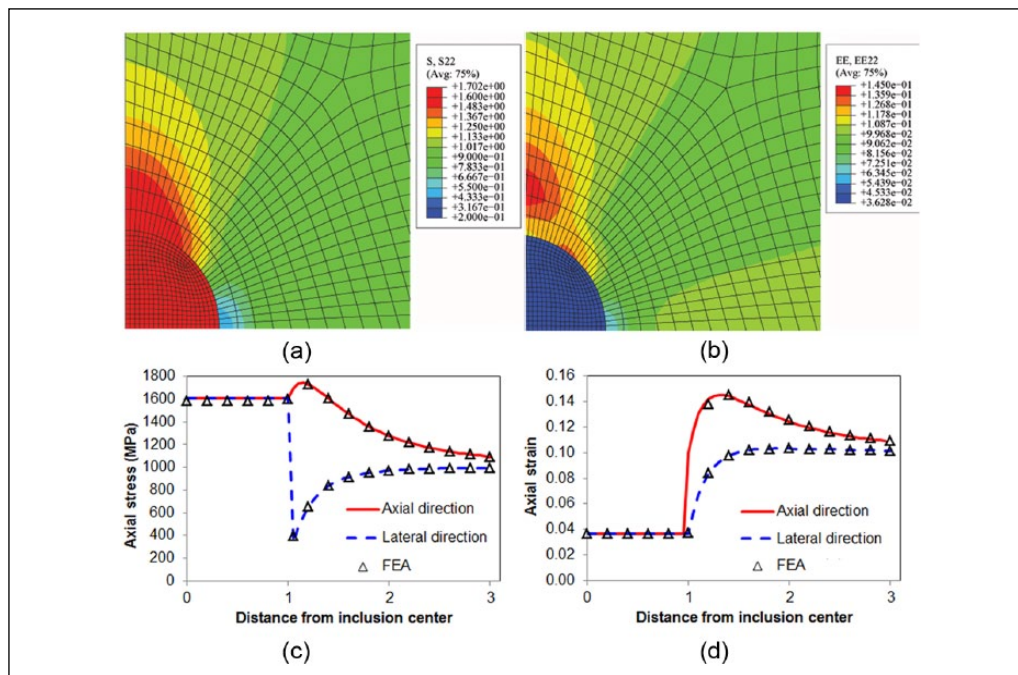 S, S22
(Avg: 75%)
+1.702e+00
+1.600e+00
+1.483e+00
+1.367e+00
+1.250e+00
+1.133e+00
+1.017e+00
+9.000e−01
+7.833e−01
+6.667e−01
+5.500e−01
+4.333e−01
+3.167e−01
+2.000e−01
EE, EE22
(Avg: 75%)
+1.450e−01
+1.359e−01
+1.268e−01
+1.178e−01
+1.087e−01
+9.968e−02
+9.062e−02
+8.156e−02
+7.251e−02
+6.345e−02
+5.439e−02
+4.533e−02
+3.628e−02
(a)
(b)
Axial stress (MPa)
1800
1600
1400
1200
1000
800
600
400
200
0
Axial direction
Lateral direction
FEA
0 1 2 3
Distance from inclusion center
(c)
Axial strain
0.16
0.14
0.12
0.10
0.08
0.06
0.04
0.02
0.00
Axial direction
Lateral direction
FEA
0 1 2 3
Distance from inclusion center
(d)